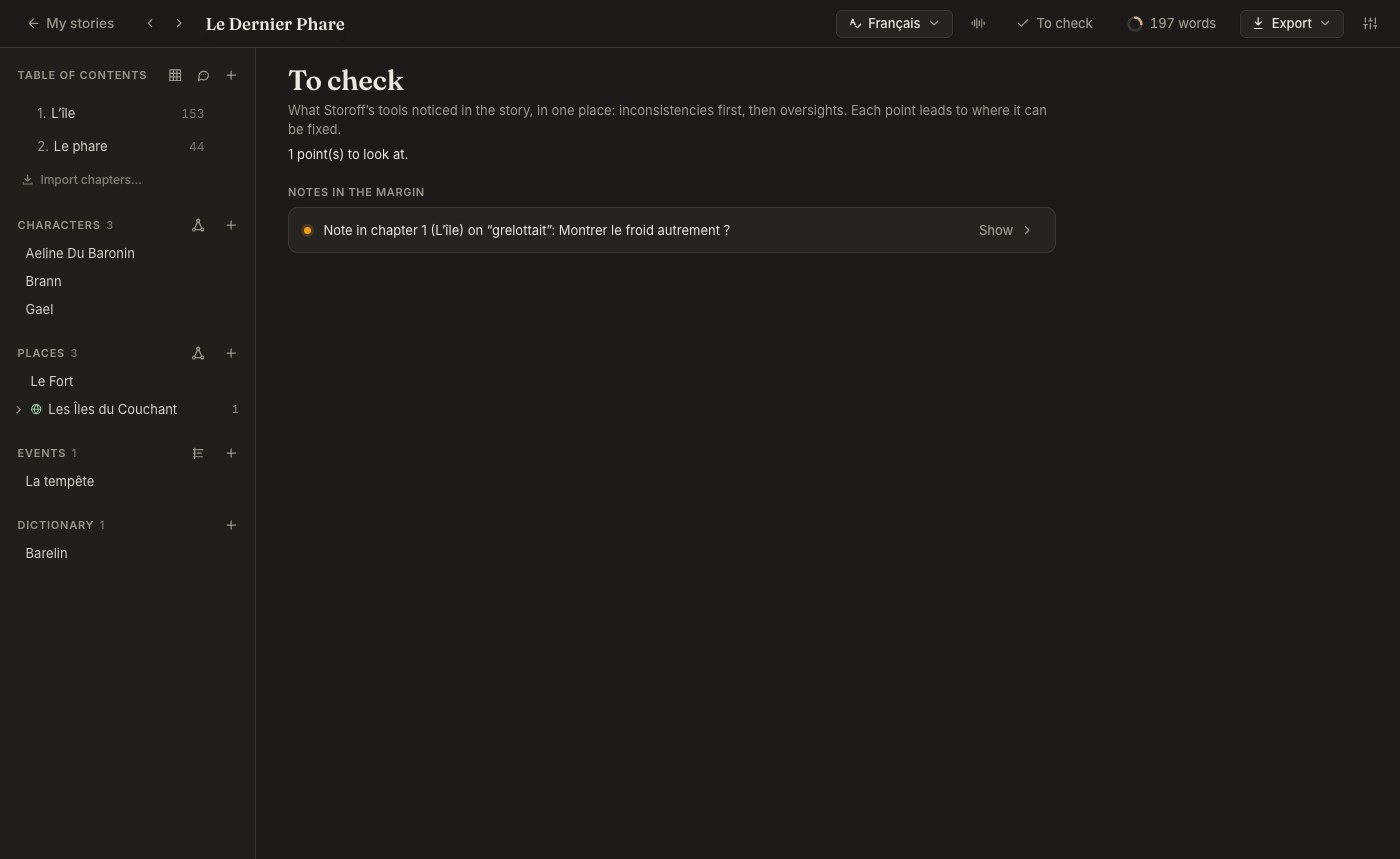 My stories
Le Dernier Phare
Français
To check
197 words
Export
TABLE OF CONTENTS
1. L’île 153
2. Le phare 44
Import chapters...
CHARACTERS 3
Aeline Du Baronin
Brann
Gael
PLACES 3
Le Fort
Les Îles du Couchant 1
EVENTS 1
La tempête
DICTIONARY 1
Barelin
To check
What Storoff’s tools noticed in the story, in one place: inconsistencies first, then oversights. Each point leads to where it can
be fixed.
1 point(s) to look at.
NOTES IN THE MARGIN
Note in chapter 1 (L’île) on “grelottait”: Montrer le froid autrement ? Show